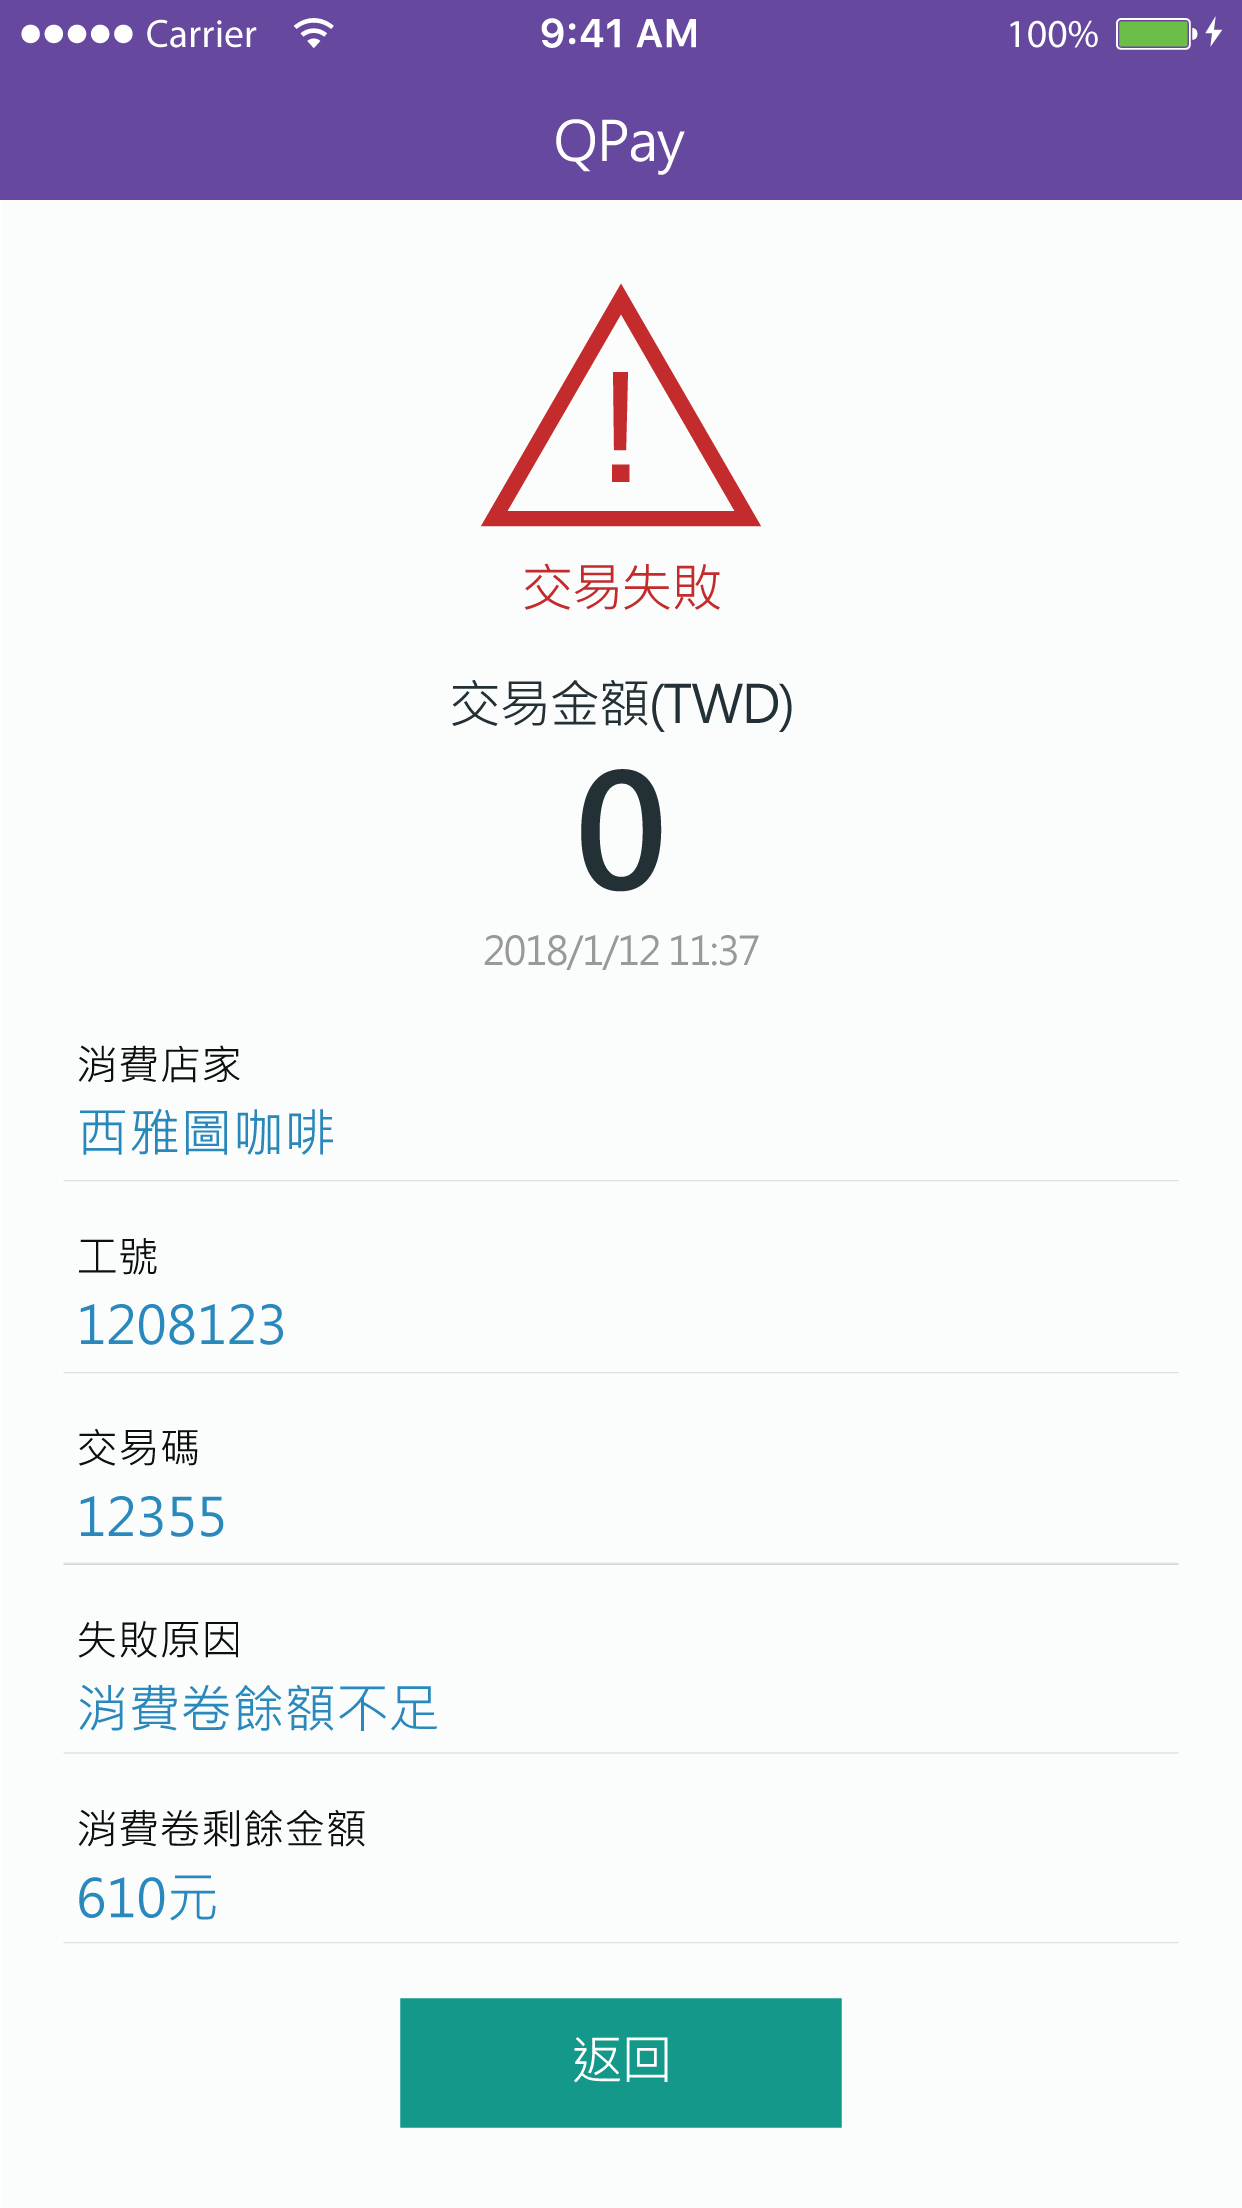 Carrier 9:41 AM 100%
QPay
!
交易失敗
交易金額(TWD)
0
2018/1/12 11:37
消費店家
西雅圖咖啡
工號
1208123
交易碼
12355
失敗原因
消費卷餘額不足
消費卷剩餘金額
610元
返回